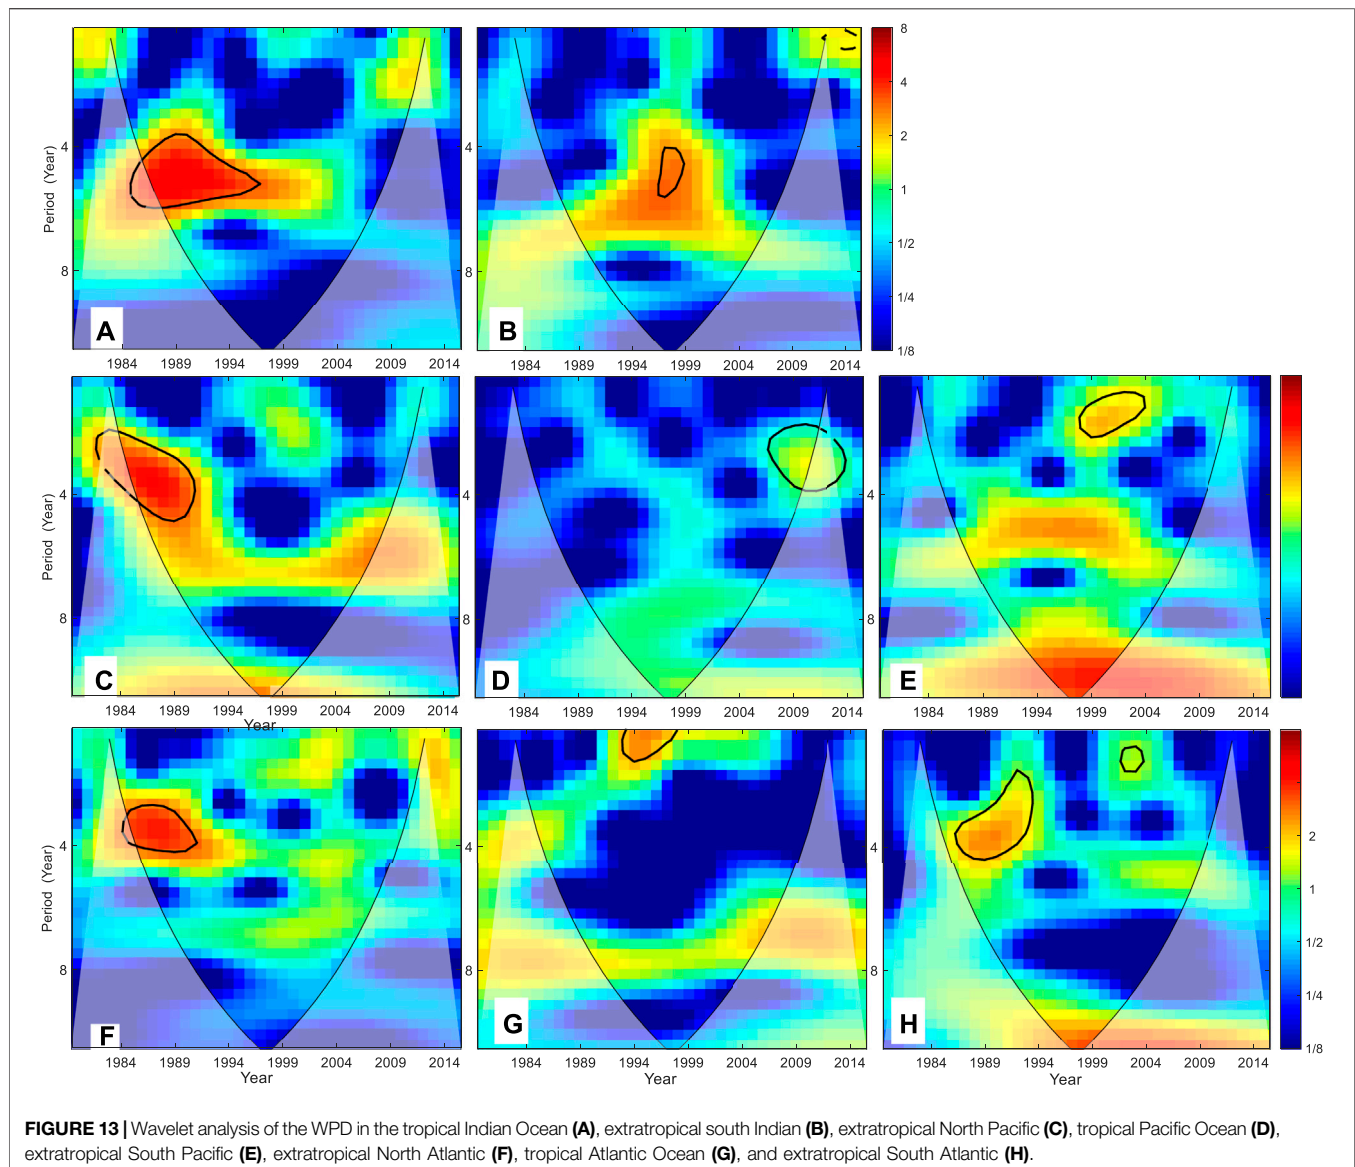 8
4
2
1
1/2
1/4
1/8
Period (Year)
4
8
A
1984 1989 1994 1999 2004 2009 2014
4
8
B
1984 1989 1994 1999 2004 2009 2014
Period (Year)
4
8
C
1984 1989 1994 1999 2004 2009 2014
Year
4
8
D
1984 1989 1994 1999 2004 2009 2014
4
8
E
1984 1989 1994 1999 2004 2009 2014
Period (Year)
4
8
F
1984 1989 1994 1999 2004 2009 2014
Year
4
8
G
1984 1989 1994 1999 2004 2009 2014
Year
4
8
H
1984 1989 1994 1999 2004 2009 2014
Year
2
1
1/2
1/4
1/8
FIGURE 13 | Wavelet analysis of the WPD in the tropical Indian Ocean (A), extratropical south Indian (B), extratropical North Pacific (C), tropical Pacific Ocean (D),
extratropical South Pacific (E), extratropical North Atlantic (F), tropical Atlantic Ocean (G), and extratropical South Atlantic (H).